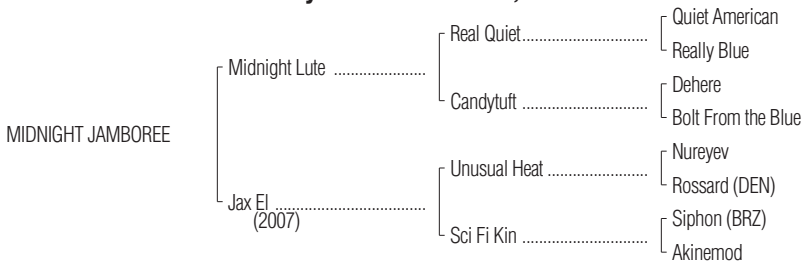 Quiet American
Real Quiet
Really Blue
Midnight Lute
Dehere
Candytuft
Bolt From the Blue
MIDNIGHT JAMBOREE
Nureyev
Unusual Heat
Rossard (DEN)
Jax El
(2007)
Siphon (BRZ)
Sci Fi Kin
Akinemod